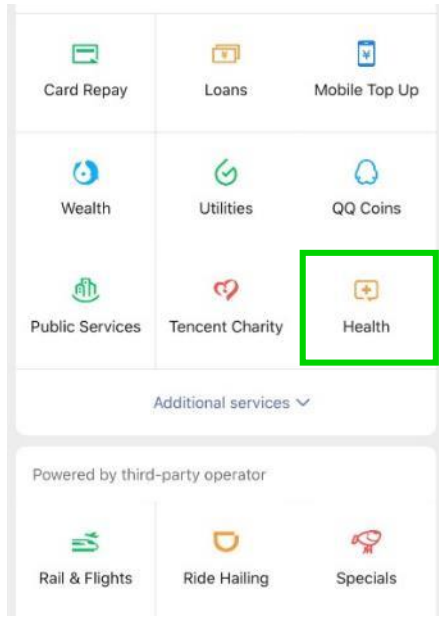 Card Repay
Loans
Mobile Top Up
Wealth
Utilities
QQ Coins
Public Services
Tencent Charity
Health
Additional services
Powered by third-party operator
Rail & Flights
Ride Hailing
Specials